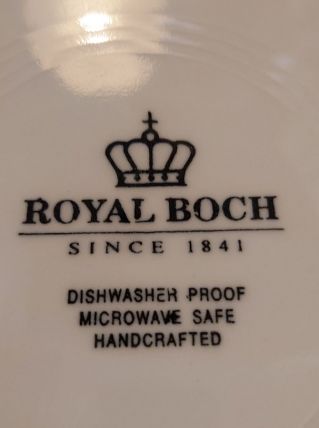 ROYAL BOCH
SINCE 1841
DISHWASHER PROOF
MICROWAVE SAFE
HANDCRAFTED